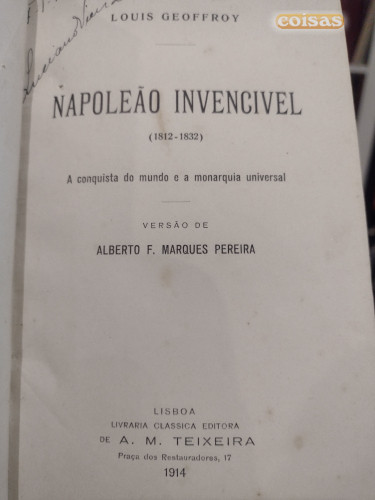 coisas
LOUIS GEOFFROY
Luciano
NAPOLEÃO INVENCIVEL
(1812-1832)
A conquista do mundo e a monarquia universal
VERSÃO DE
ALBERTO F. MARQUES PEREIRA
LISBOA
LIVRARIA CLASSICA EDITORA
DE A. M. TEIXEIRA
Praça dos Restauradores, 17
1914